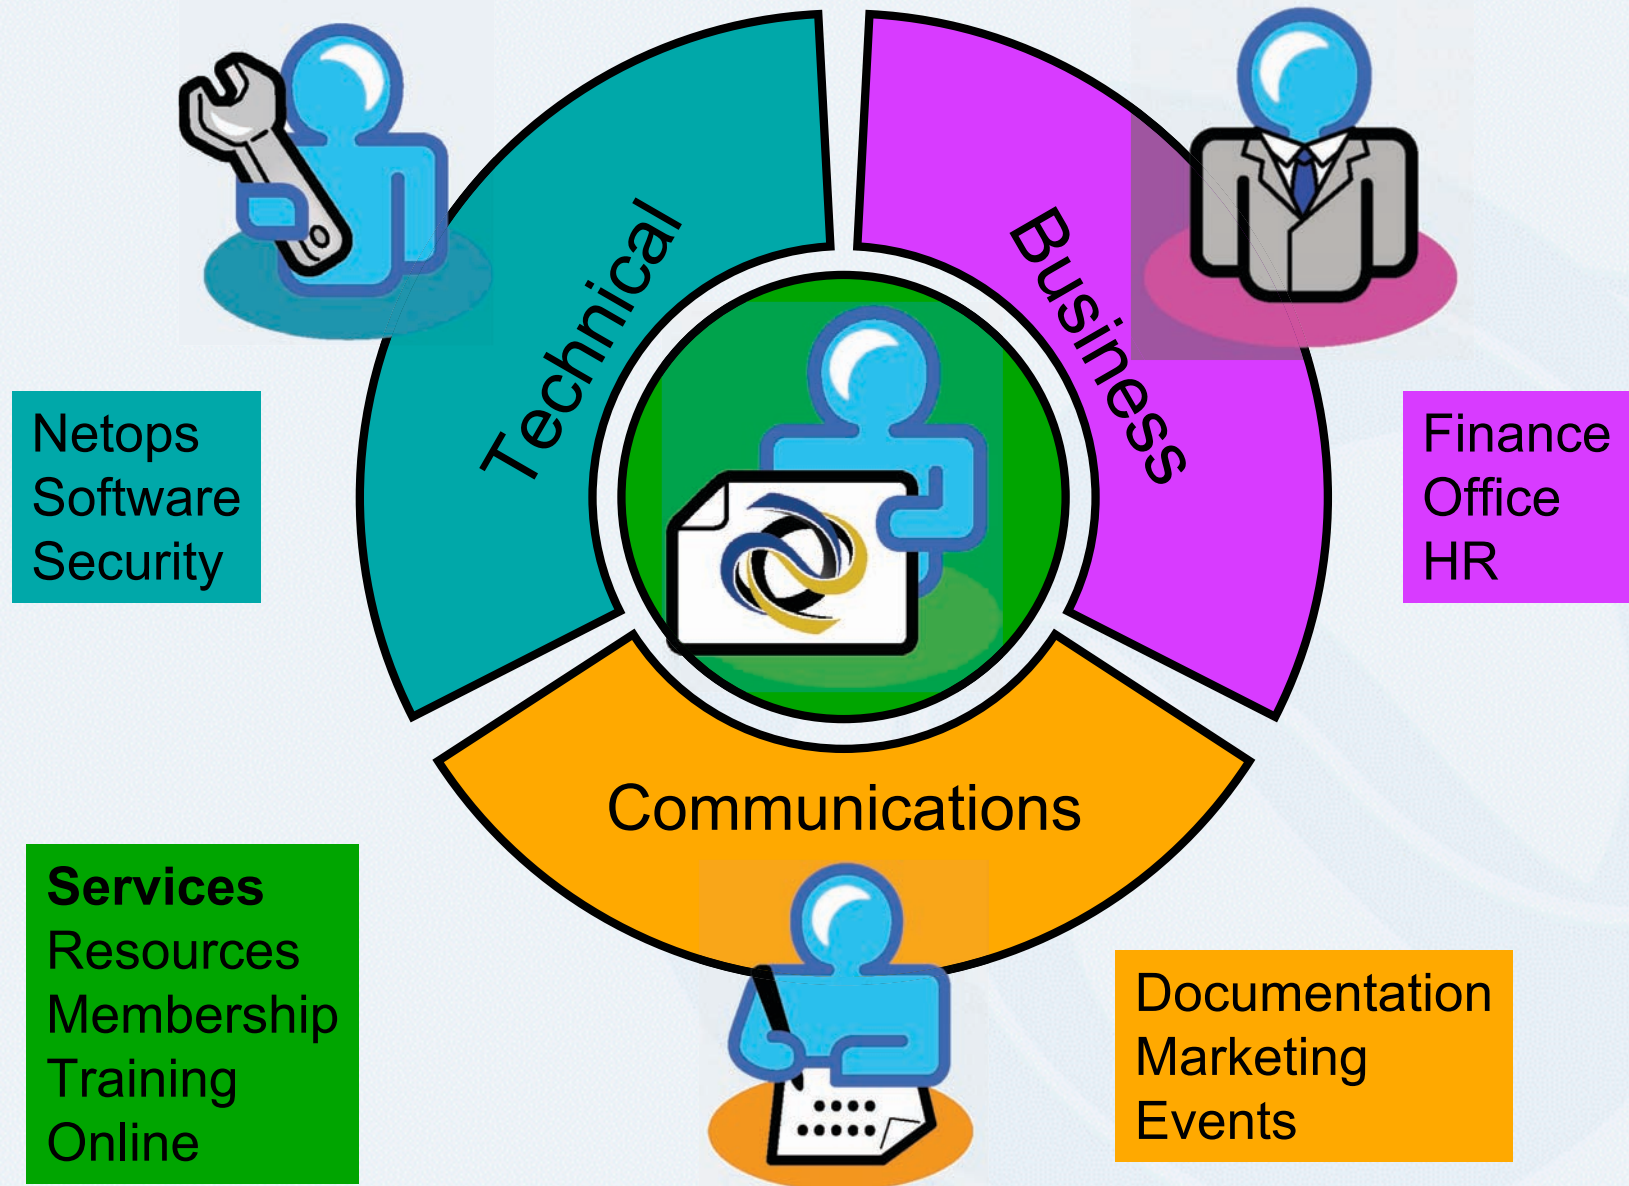 Technical
Business
Netops
Software
Security
Finance
Office
HR
Communications
Services
Resources
Membership
Training
Online
Documentation
Marketing
Events